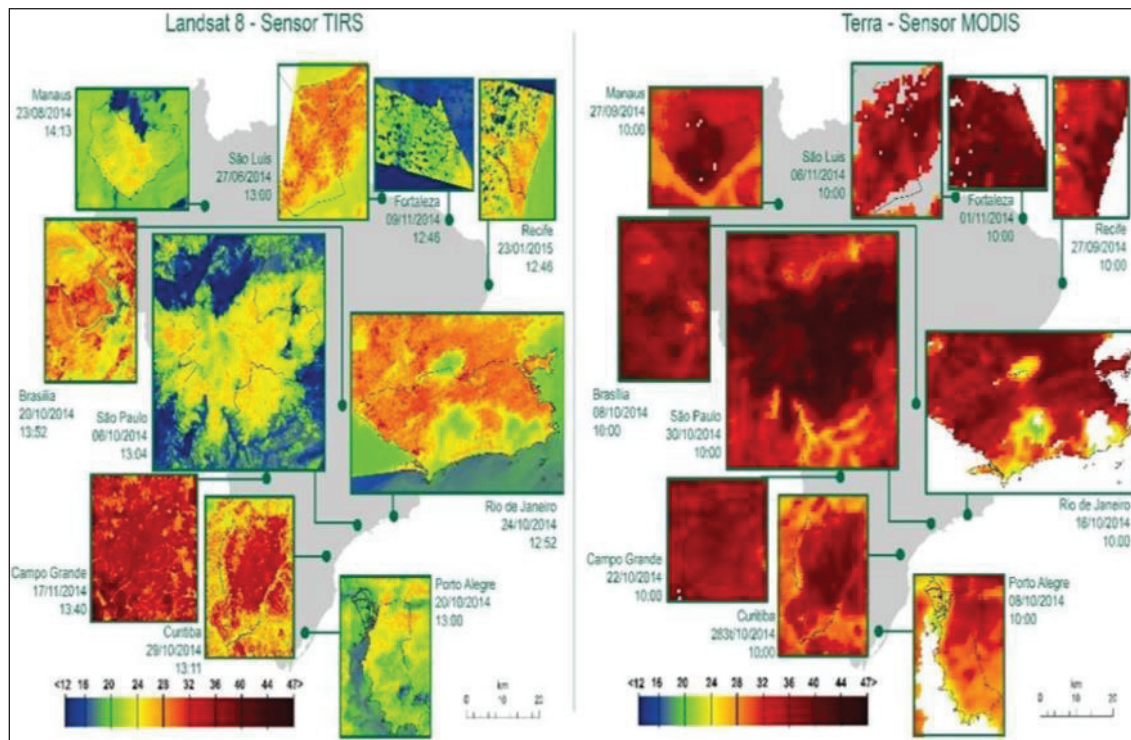 Landsat 8 - Sensor TIRS
Manaus
23/08/2014
14:13
São Luis
27/06/2014
13:00
Fortaleza
09/11/2014
12:46
Recife
23/01/2015
12:46
Brasília
20/10/2014
13:52
São Paulo
06/10/2014
13:04
Rio de Janeiro
24/10/2014
12:52
Campo Grande
17/11/2014
13:40
Curitiba
29/10/2014
13:11
Porto Alegre
20/10/2014
13:00
<12 16 20 24 28 32 36 40 44 47>
km
0 10 20
Terra - Sensor MODIS
Manaus
27/09/2014
10:00
São Luis
06/11/2014
10:00
Fortaleza
01/11/2014
10:00
Recife
27/09/2014
10:00
Brasília
08/10/2014
10:00
São Paulo
30/10/2014
10:00
Rio de Janeiro
16/10/2014
10:00
Campo Grande
22/10/2014
10:00
Curitiba
283t/10/2014
10:00
Porto Alegre
08/10/2014
10:00
<12 16 20 24 28 32 36 40 44 47>
km
0 10 20